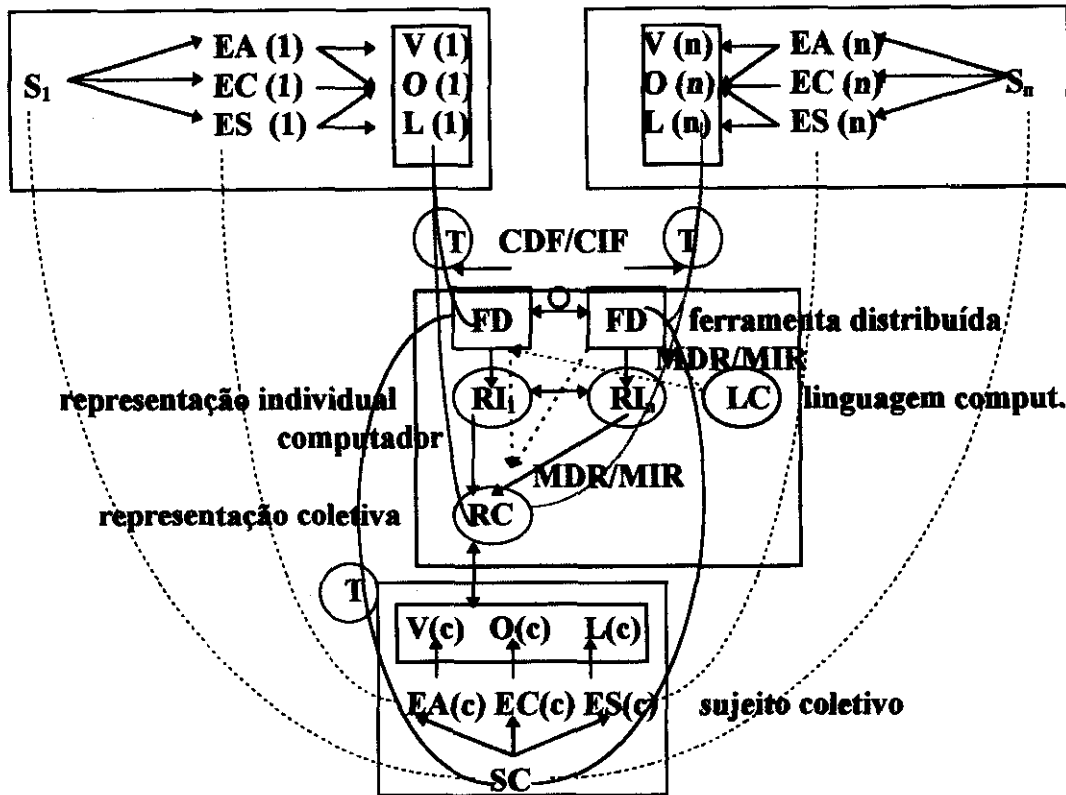 EA (1) V (1) V (n) EA (n)
S₁ EC (1) O (1) O (n) EC (n) Sₙ
ES (1) L (1) L (n) ES (n)
T CDF/CIF T
FD FD ferramenta distribuída
MDR/MIR
representação individual RI₁ RIₙ LC linguagem comput.
computador
MDR/MIR
representação coletiva RC
T
V(c) O(c) L(c)
EA(c) EC(c) ES(c) sujeito coletivo
SC